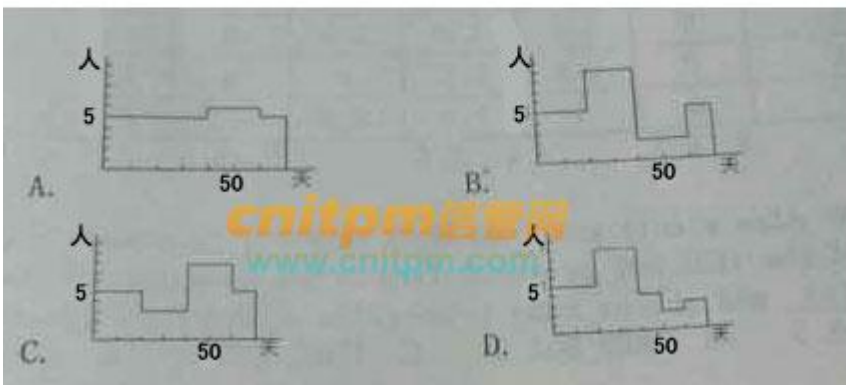 人 5 50 天 A.
人 5 50 天 B.
cnitpm信管网
www.cnitpm.com
人 5 50 天 C.
人 5 50 天 D.